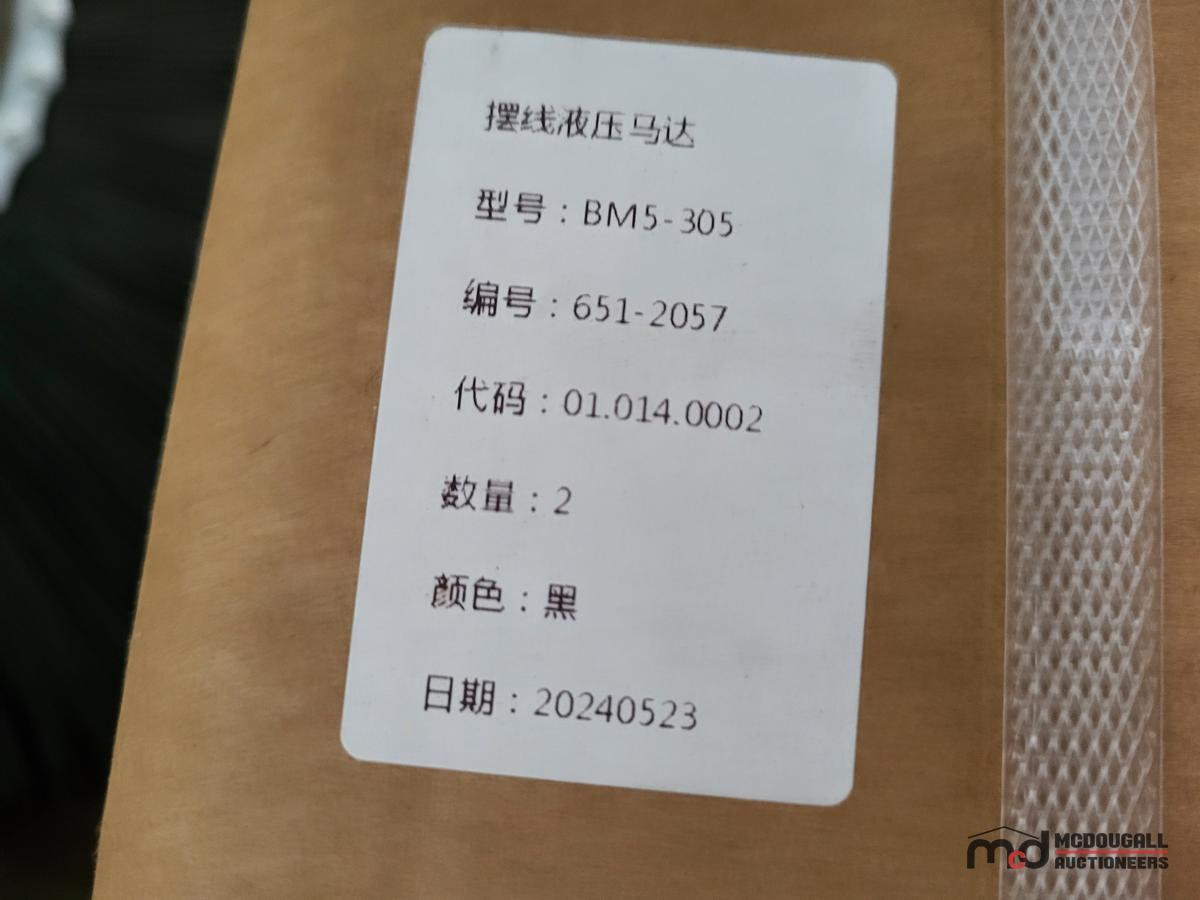 摆线液压马达
型号：BM5-305
编号：651-2057
代码：01.014.0002
数量：2
颜色：黑
日期：20240523
mcd MCDOUGALL
AUCTIONEERS